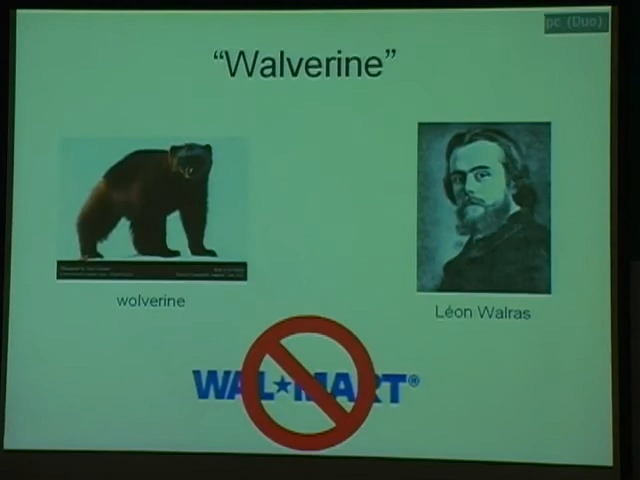 pc (Duo)
“Walverine”
wolverine
Léon Walras
WAL★MART®